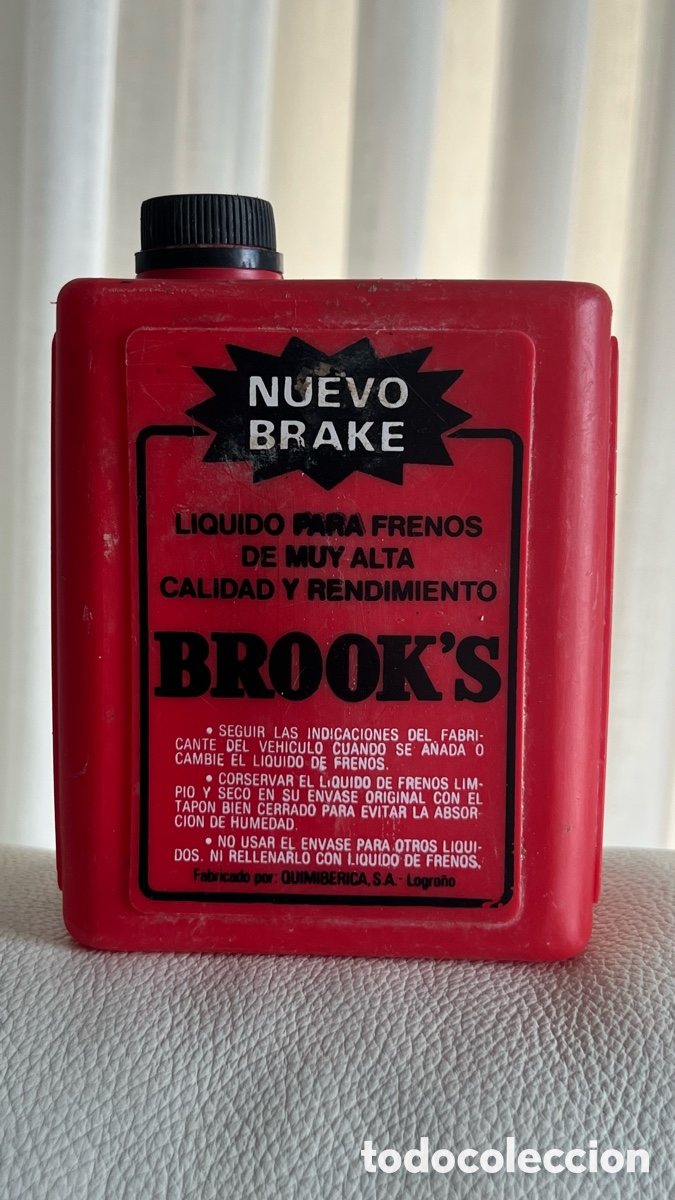 NUEVO
BRAKE
LIQUIDO PARA FRENOS
DE MUY ALTA
CALIDAD Y RENDIMIENTO
BROOK'S
• SEGUIR LAS INDICACIONES DEL FABRI-
CANTE DEL VEHICULO CUANDO SE AÑADA O
CAMBIE EL LIQUIDO DE FRENOS.
• CONSERVAR EL LIQUIDO DE FRENOS LIM-
PIO Y SECO EN SU ENVASE ORIGINAL CON EL
TAPON BIEN CERRADO PARA EVITAR LA ABSOR-
CION DE HUMEDAD.
• NO USAR EL ENVASE PARA OTROS LIQUI-
DOS. NI RELLENARLO CON LIQUIDO DE FRENOS.
Fabricado por: QUIMIBERICA, S.A.- Logroño
todocoleccion